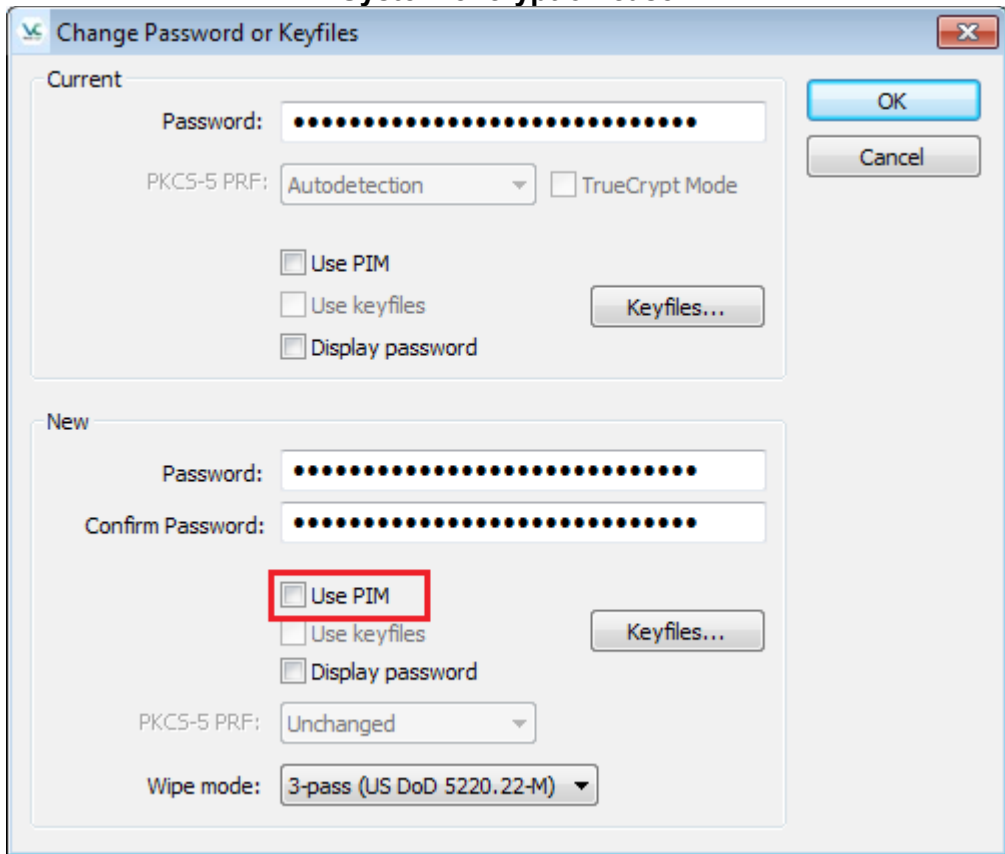 Change Password or Keyfiles
Current
OK
Password:
Cancel
PKCS-5 PRF: Autodetection TrueCrypt Mode
Use PIM
Use keyfiles Keyfiles...
Display password
New
Password:
Confirm Password:
Use PIM
Use keyfiles Keyfiles...
Display password
PKCS-5 PRF: Unchanged
Wipe mode: 3-pass (US DoD 5220.22-M)